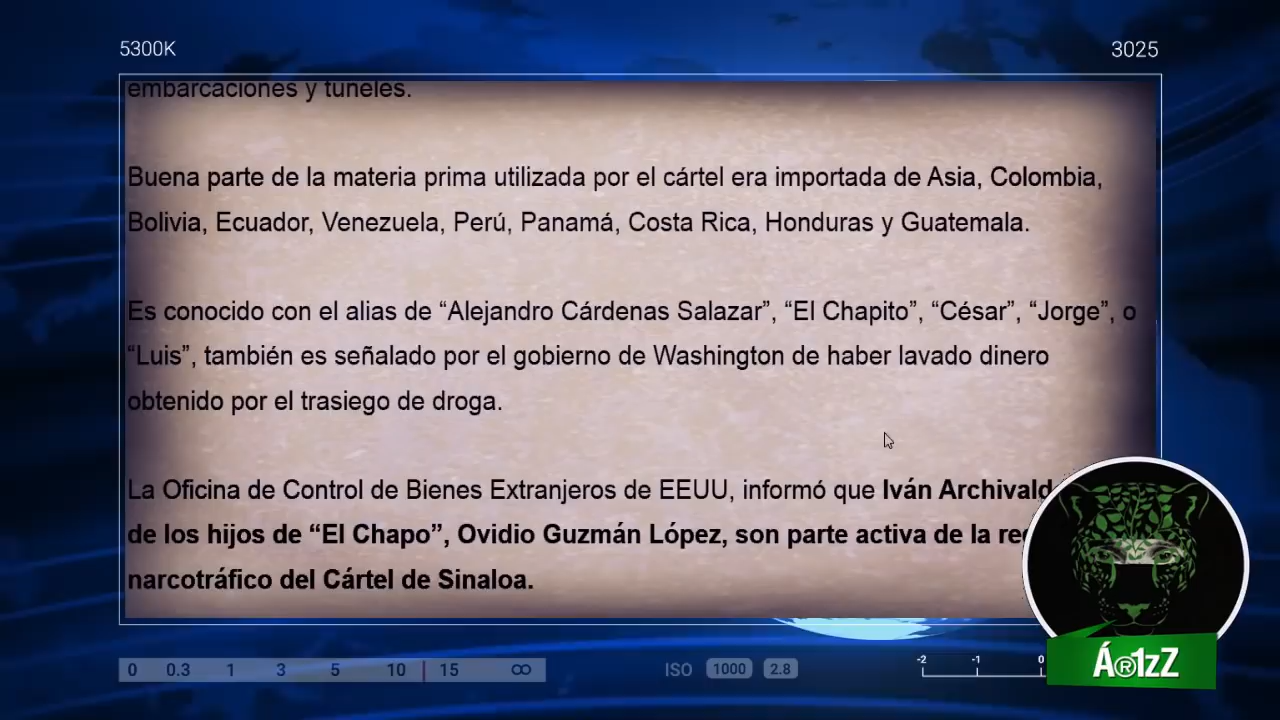 5300K
3025
embarcaciones y túneles.
Buena parte de la materia prima utilizada por el cártel era importada de Asia, Colombia,
Bolivia, Ecuador, Venezuela, Perú, Panamá, Costa Rica, Honduras y Guatemala.
Es conocido con el alias de “Alejandro Cárdenas Salazar”, “El Chapito”, “César”, “Jorge”, o
“Luis”, también es señalado por el gobierno de Washington de haber lavado dinero
obtenido por el trasiego de droga.
La Oficina de Control de Bienes Extranjeros de EEUU, informó que Iván Archivald
de los hijos de “El Chapo”, Ovidio Guzmán López, son parte activa de la
narcotráfico del Cártel de Sinaloa.
0 0.3 1 3 5 10 15 ∞
ISO 1000 2.8
-2 -1 0
Á®1zZ